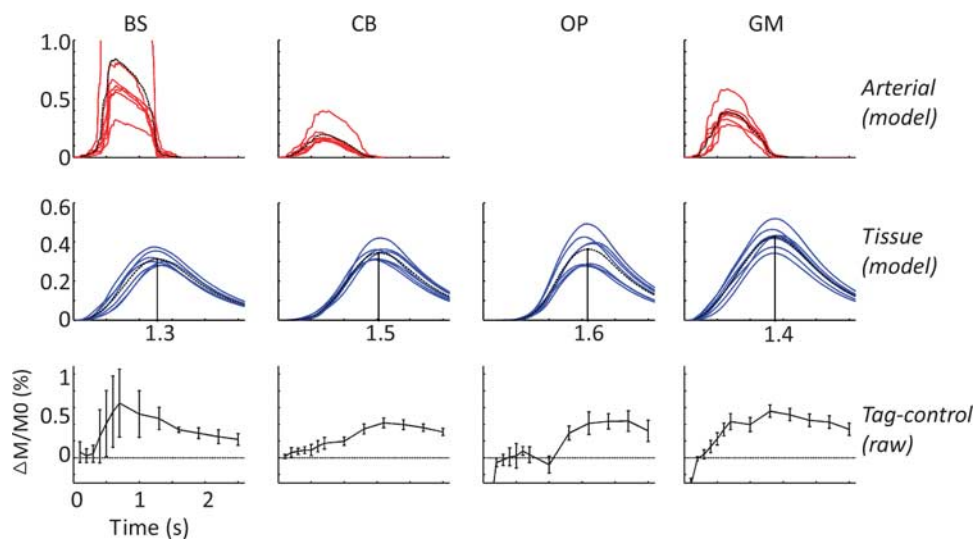 BS CB OP GM
1.0
0.5
0
Arterial
(model)
0.6
0.4
0.2
0
1.3 1.5 1.6 1.4
Tissue
(model)
△M/M0 (%)
1
0.5
0
0 1 2
Time (s)
Tag-control
(raw)